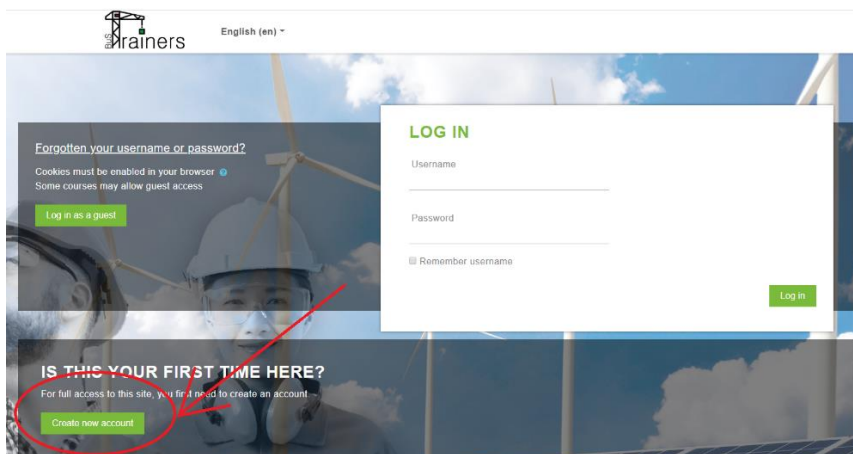 BUS
Trainers
English (en)
Forgotten your username or password?
Cookies must be enabled in your browser
Some courses may allow guest access
Log in as a guest
LOG IN
Username
Password
Remember username
Log in
IS THIS YOUR FIRST TIME HERE?
For full access to this site, you first need to create an account
Create new account